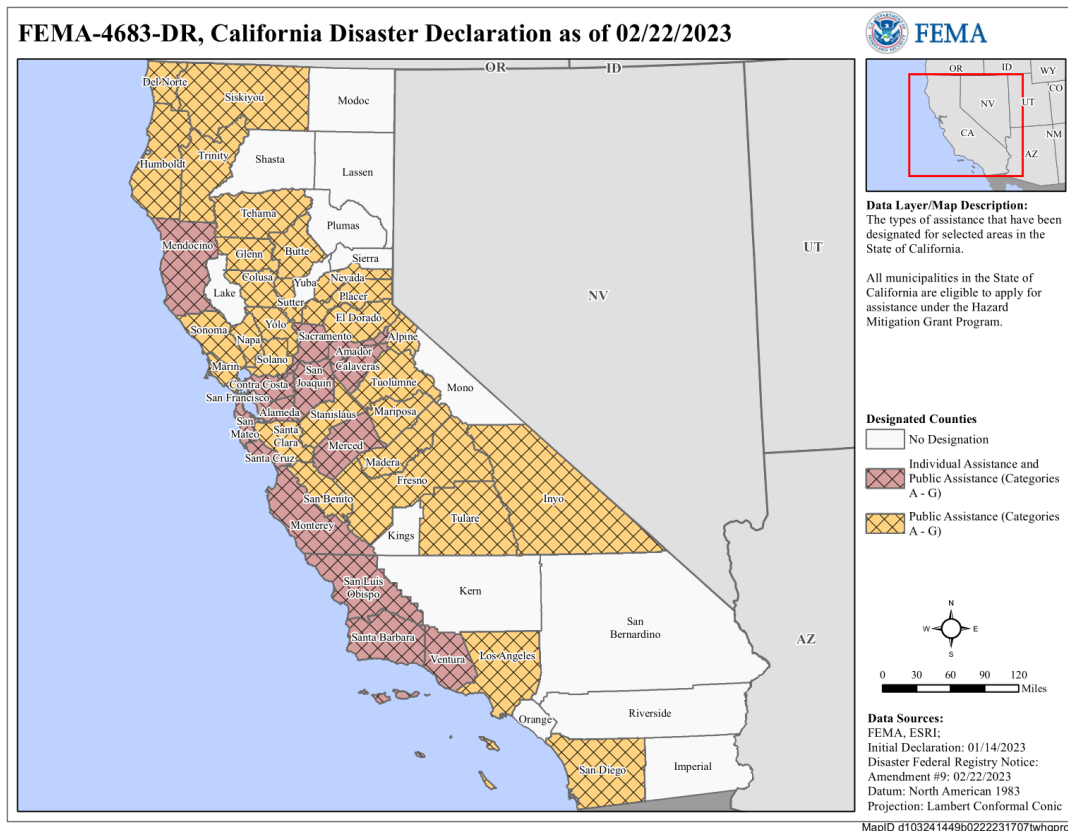 FEMA-4683-DR, California Disaster Declaration as of 02/22/2023
FEMA
OR
ID
Del Norte
Siskiyou
Modoc
Humboldt
Trinity
Shasta
Lassen
Tehama
Plumas
Mendocino
Glenn
Butte
Sierra
Colusa
Yuba
Nevada
Lake
Sutter
Placer
Sonoma
Yolo
El Dorado
Napa
Sacramento
Alpine
Marin
Solano
Amador
San
Joaquin
Calaveras
Contra Costa
Tuolumne
Mono
San Francisco
Alameda
Stanislaus
Mariposa
San
Mateo
Santa
Clara
Merced
Santa Cruz
Madera
Fresno
San Benito
Inyo
Monterey
Tulare
Kings
San Luis
Obispo
Kern
San
Bernardino
Santa Barbara
Ventura
Los Angeles
Orange
Riverside
San Diego
Imperial
NV
UT
AZ
OR
ID
WY
NV
UT
CO
CA
AZ
NM
Data Layer/Map Description:
The types of assistance that have been
designated for selected areas in the
State of California.
All municipalities in the State of
California are eligible to apply for
assistance under the Hazard
Mitigation Grant Program.
Designated Counties
No Designation
Individual Assistance and
Public Assistance (Categories
A - G)
Public Assistance (Categories
A - G)
N
W
E
S
0 30 60 90 120
Miles
Data Sources:
FEMA, ESRI;
Initial Declaration: 01/14/2023
Disaster Federal Registry Notice:
Amendment #9: 02/22/2023
Datum: North American 1983
Projection: Lambert Conformal Conic